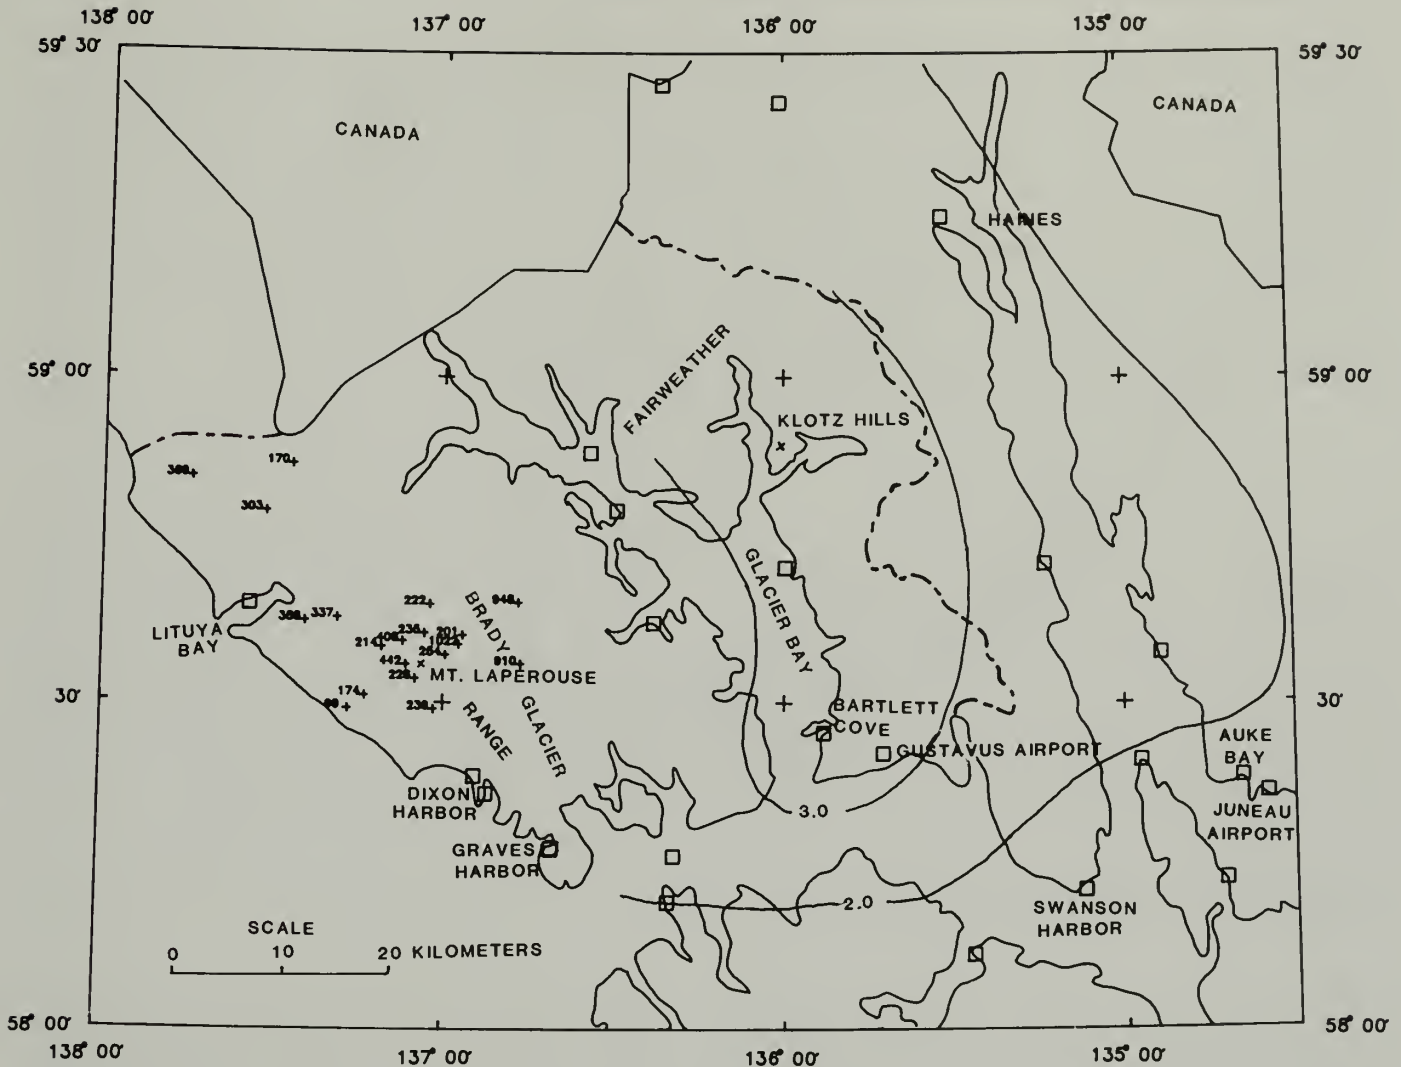 138° 00' 137° 00' 136° 00' 135° 00'
59° 30' 59° 30'
CANADA
CANADA
HAINES
59° 00' 59° 00'
FAIRWEATHER
KLOTZ HILLS
170
303
GLACIER BAY
222 948
BRADY
337
LITUYA
BAY
236 201
214
442 910
MT. LAPEROUSE
174
30' 30'
RANGE
GLACIER
BARTLETT
COVE
GUSTAVUS AIRPORT
AUKE
BAY
DIXON
HARBOR
3.0
JUNEAU
AIRPORT
GRAVES
HARBOR
2.0
SWANSON
HARBOR
SCALE
0 10 20 KILOMETERS
58° 00' 58° 00'
138° 00' 137° 00' 136° 00' 135° 00'